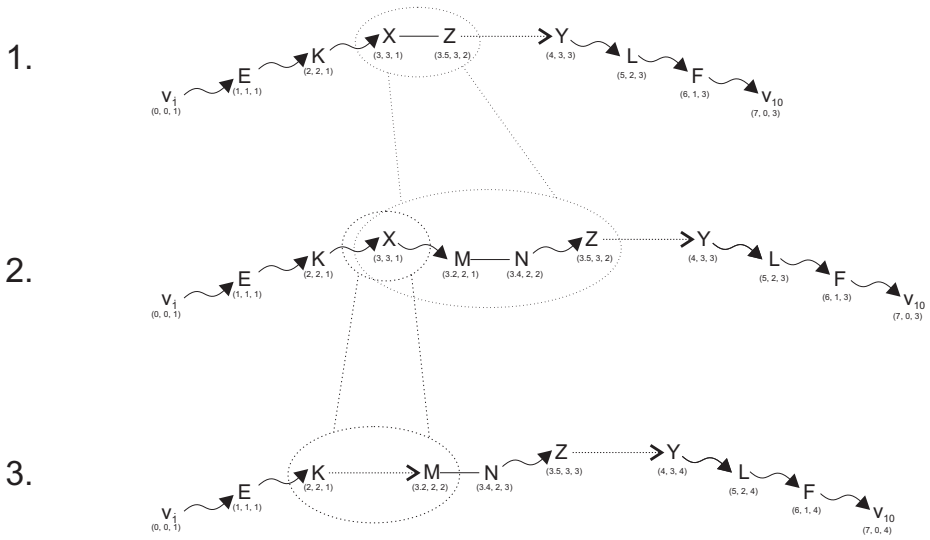 1.
v1 (0, 0, 1)
E (1, 1, 1)
K (2, 2, 1)
X (3, 3, 1)
Z (3.5, 3, 2)
Y (4, 3, 3)
L (5, 2, 3)
F (6, 1, 3)
v10 (7, 0, 3)
2.
v1 (0, 0, 1)
E (1, 1, 1)
K (2, 2, 1)
X (3, 3, 1)
M (3.2, 2, 1)
N (3.4, 2, 2)
Z (3.5, 3, 2)
Y (4, 3, 3)
L (5, 2, 3)
F (6, 1, 3)
v10 (7, 0, 3)
3.
v1 (0, 0, 1)
E (1, 1, 1)
K (2, 2, 1)
M (3.2, 2, 2)
N (3.4, 2, 3)
Z (3.5, 3, 3)
Y (4, 3, 4)
L (5, 2, 4)
F (6, 1, 4)
v10 (7, 0, 4)